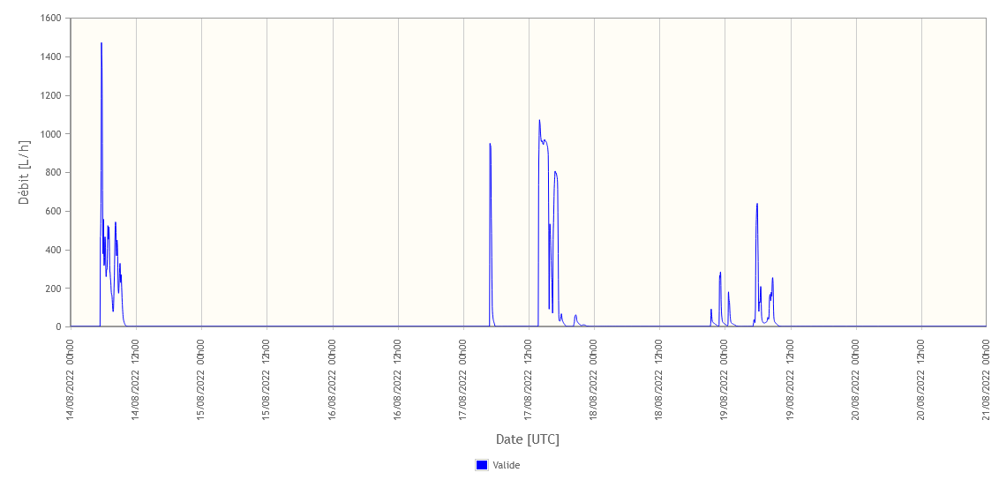 1600
1400
1200
1000
800
600
400
200
0
Débit [L/h]
14/08/2022 00h00
14/08/2022 12h00
15/08/2022 00h00
15/08/2022 12h00
16/08/2022 00h00
16/08/2022 12h00
17/08/2022 00h00
17/08/2022 12h00
18/08/2022 00h00
18/08/2022 12h00
19/08/2022 00h00
19/08/2022 12h00
20/08/2022 00h00
20/08/2022 12h00
21/08/2022 00h00
Date [UTC]
Valide